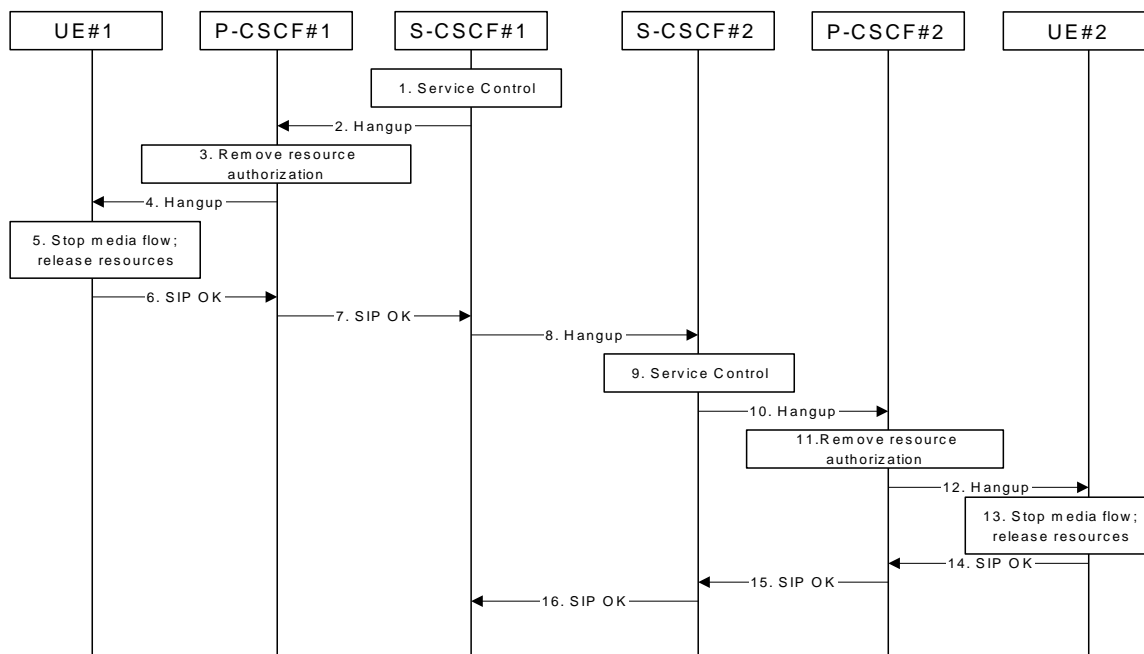 UE#1
P-CSCF#1
S-CSCF#1
S-CSCF#2
P-CSCF#2
UE#2
1. Service Control
2. Hangup
3. Remove resource
authorization
4. Hangup
5. Stop media flow;
release resources
6. SIP OK
7. SIP OK
8. Hangup
9. Service Control
10. Hangup
11.Remove resource
authorization
12. Hangup
13. Stop media flow;
release resources
14. SIP OK
15. SIP OK
16. SIP OK